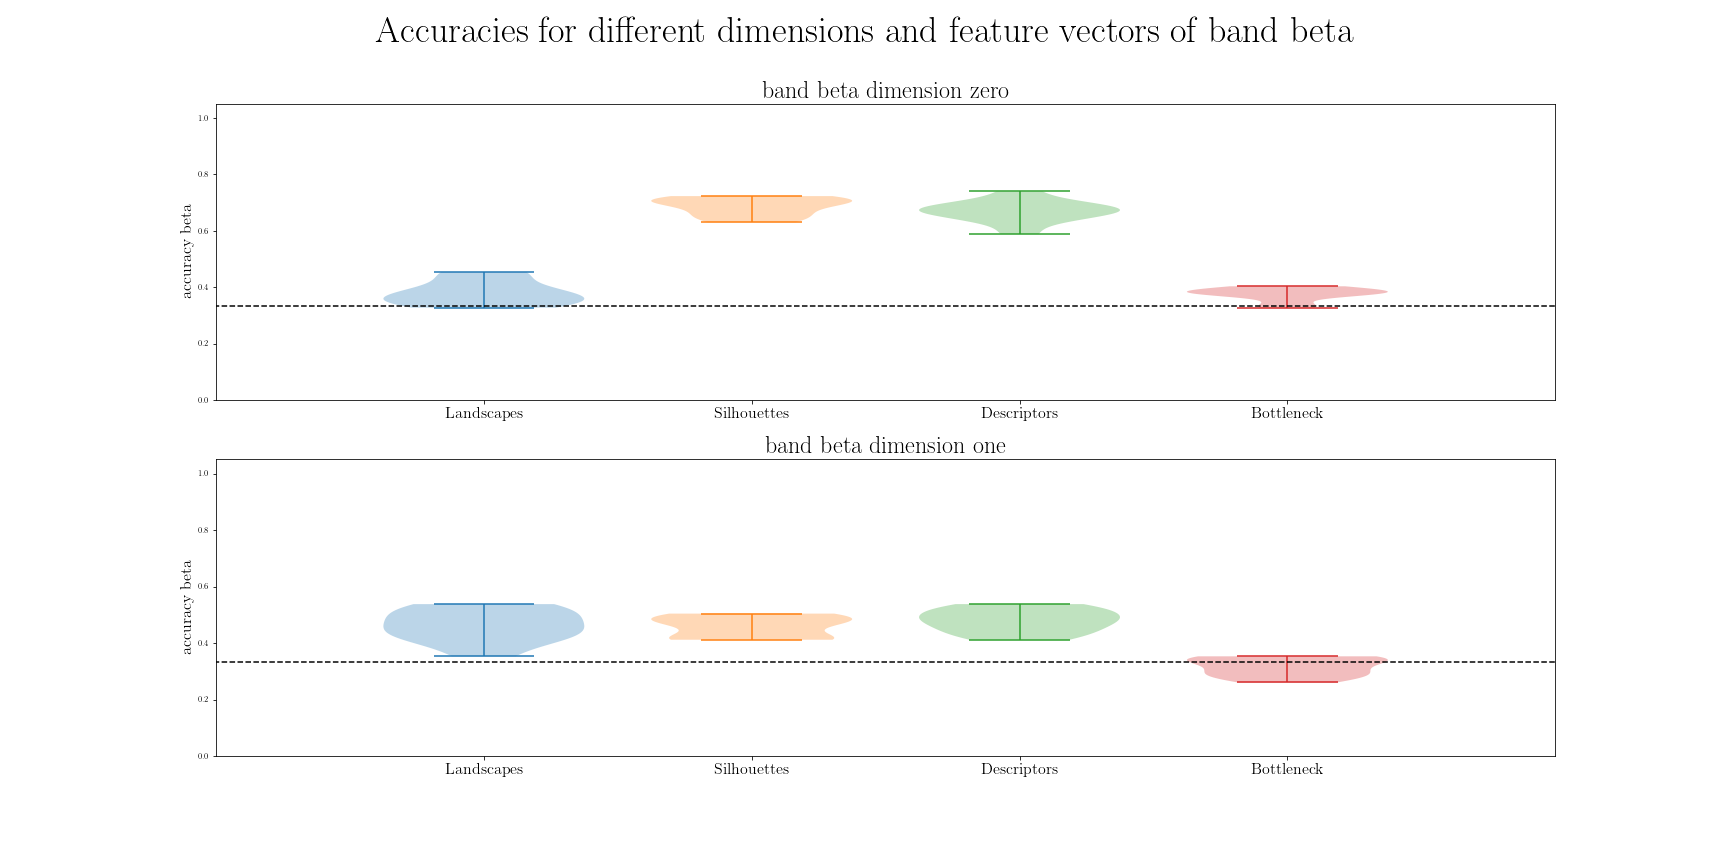 Accuracies for different dimensions and feature vectors of band beta
band beta dimension zero
1.0
0.8
0.6
0.4
0.2
0.0
accuracy beta
Landscapes Silhouettes Descriptors Bottleneck
band beta dimension one
1.0
0.8
0.6
0.4
0.2
0.0
accuracy beta
Landscapes Silhouettes Descriptors Bottleneck